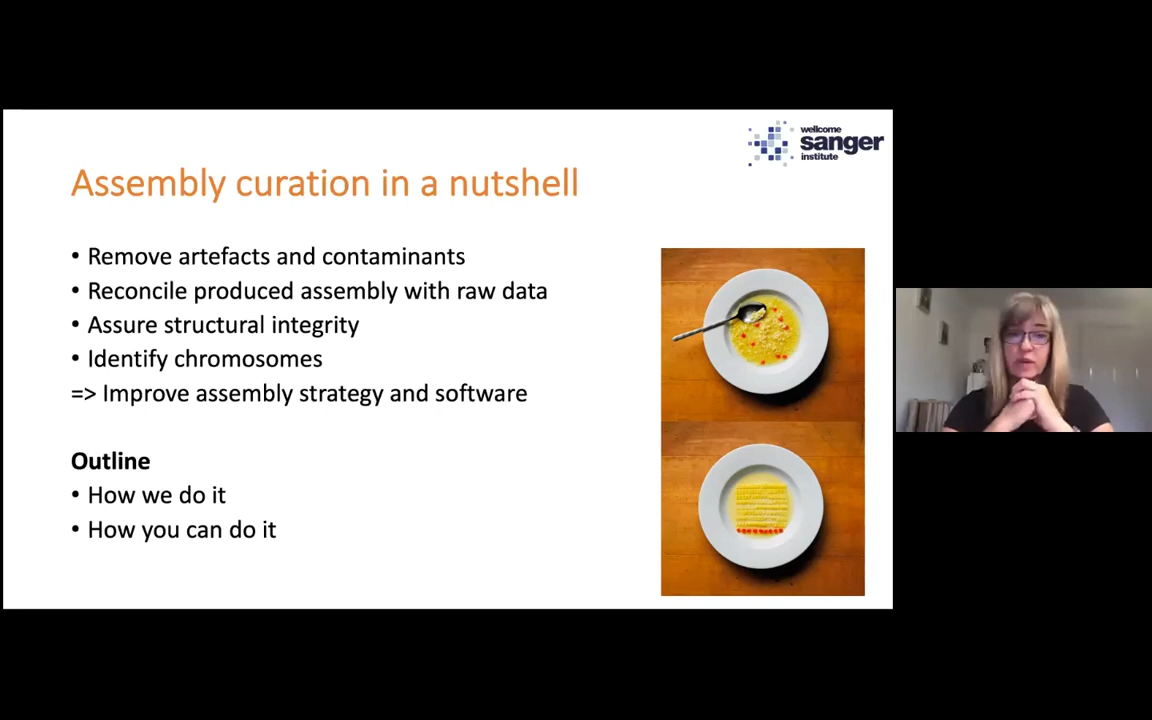 wellcome
sanger
institute
Assembly curation in a nutshell
• Remove artefacts and contaminants
• Reconcile produced assembly with raw data
• Assure structural integrity
• Identify chromosomes
=> Improve assembly strategy and software
Outline
• How we do it
• How you can do it